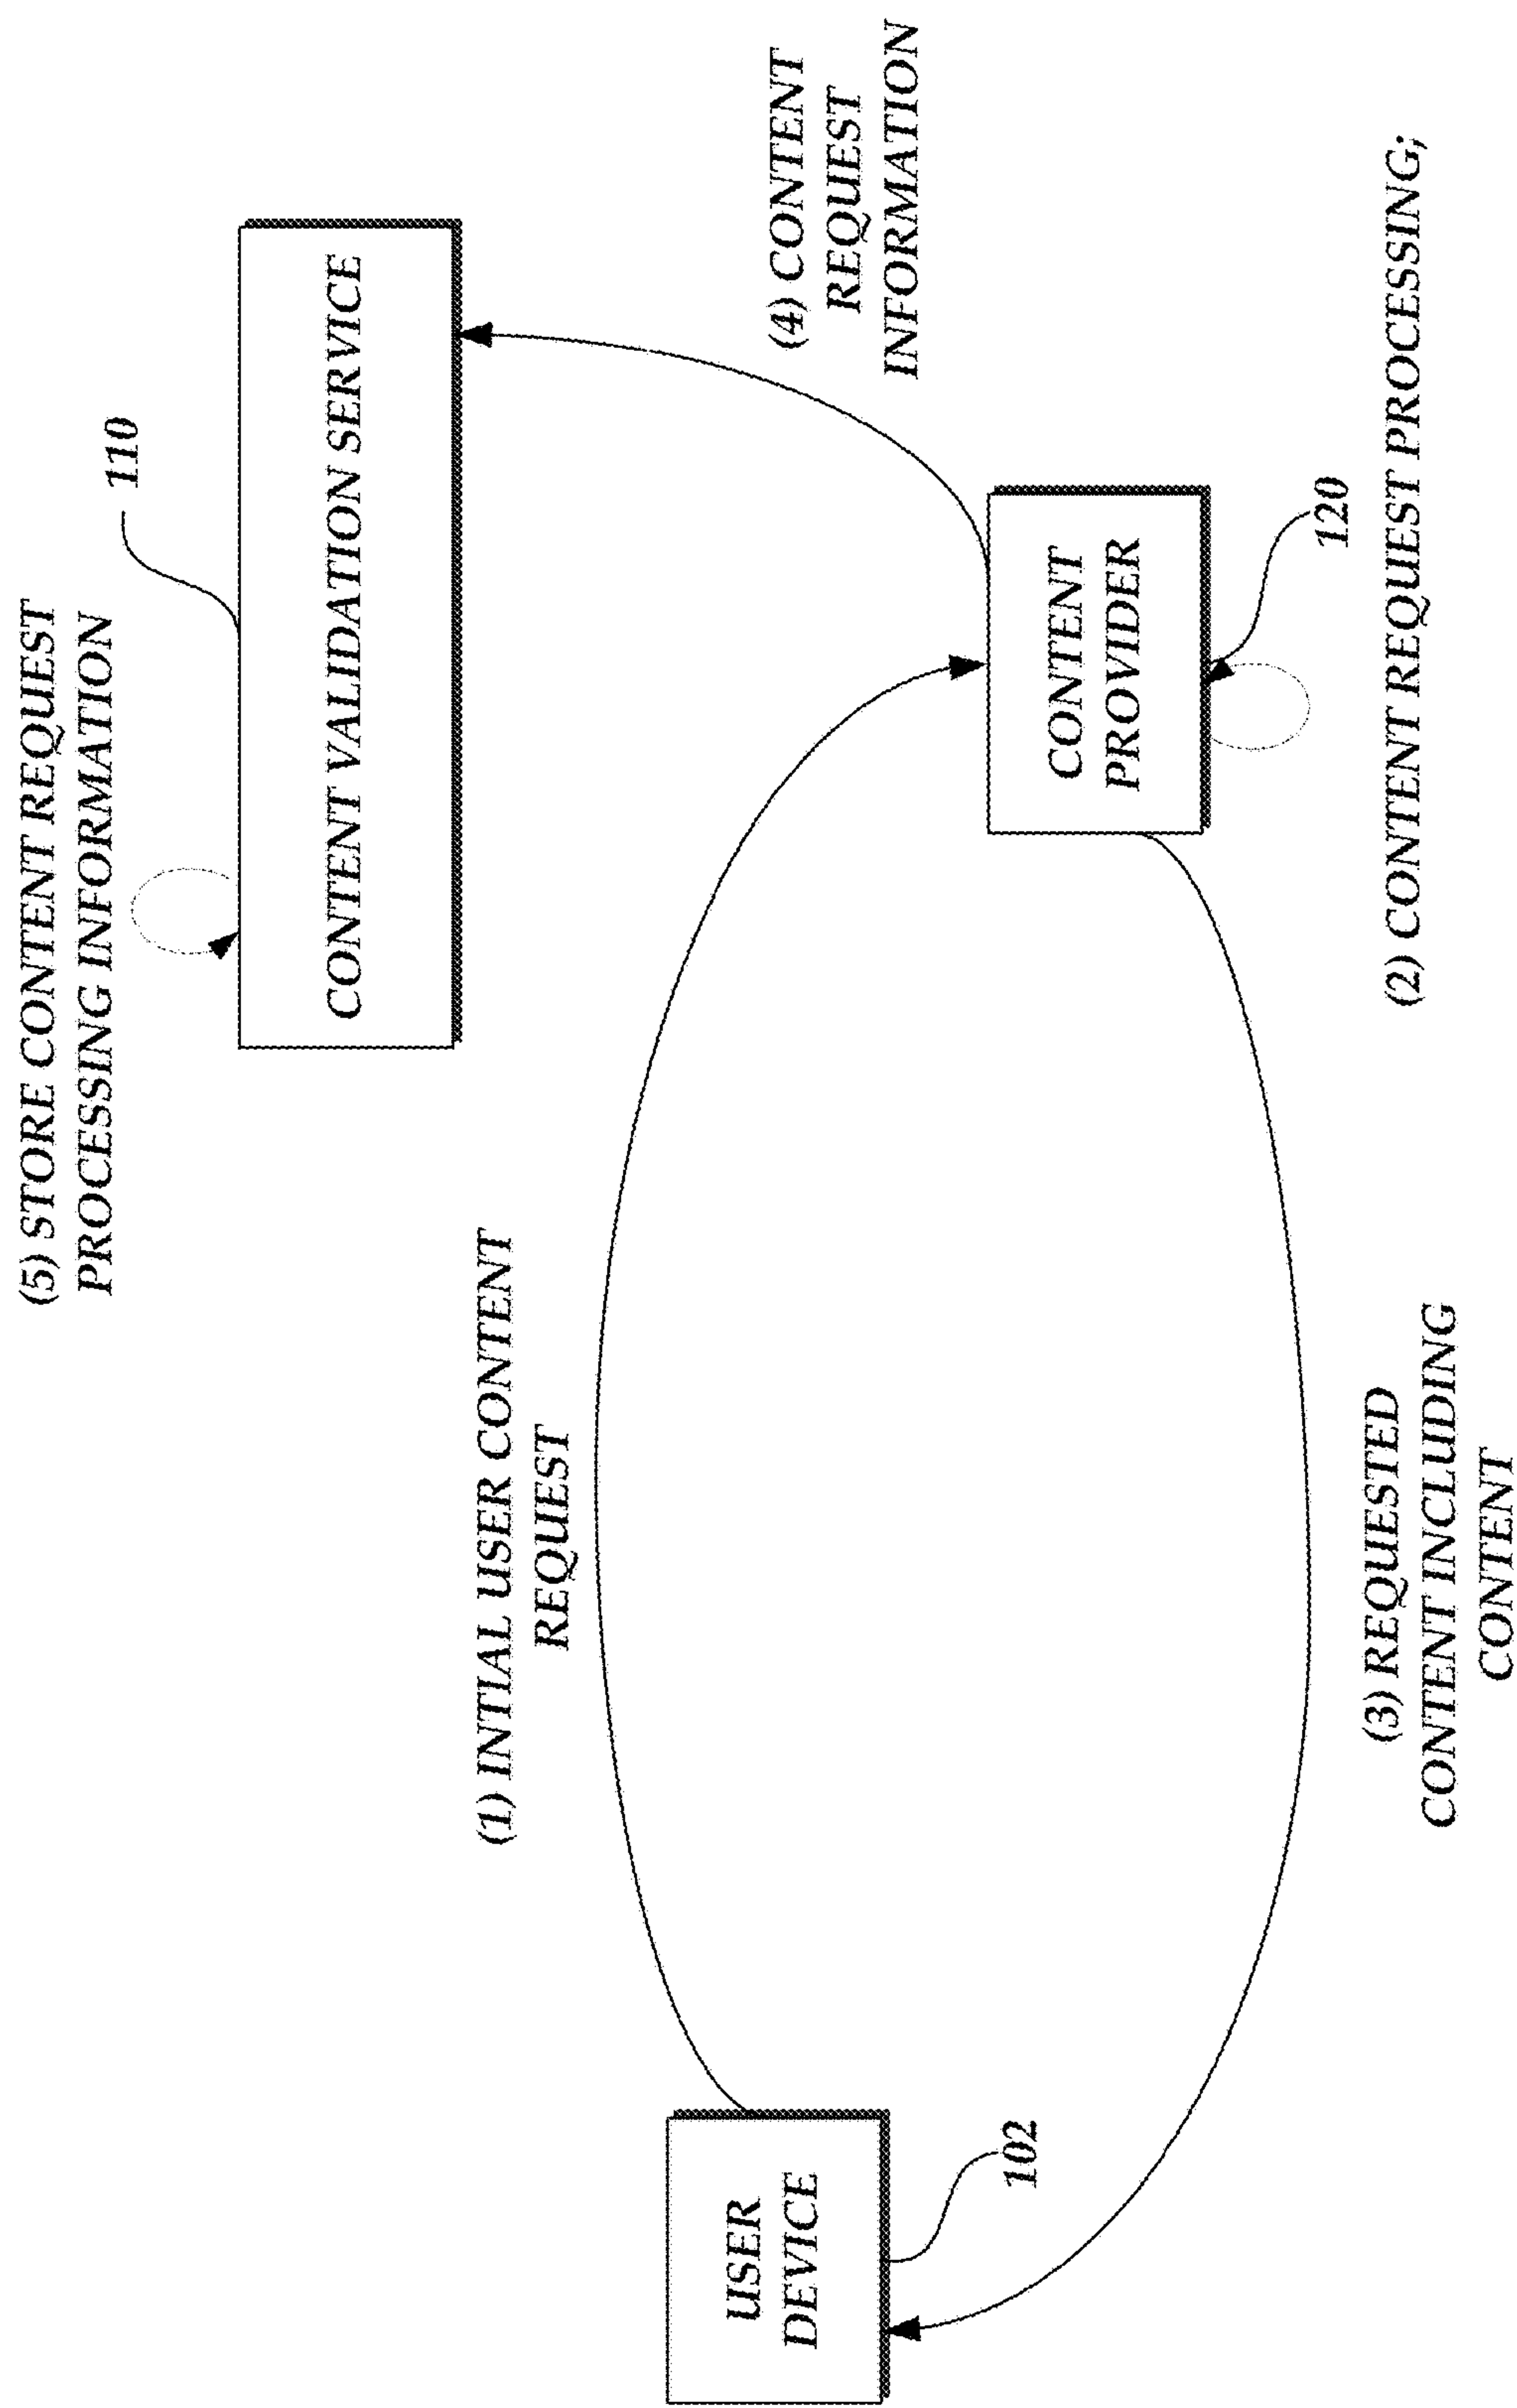 (5) STORE CONTENT REQUEST
PROCESSING INFORMATION
110
CONTENT VALIDATION SERVICE
(1) INTIAL USER CONTENT
REQUEST
(4) CONTENT
REQUEST
INFORMATION
USER
DEVICE
102
CONTENT
PROVIDER
120
(3) REQUESTED
CONTENT INCLUDING
CONTENT
(2) CONTENT REQUEST PROCESSING;